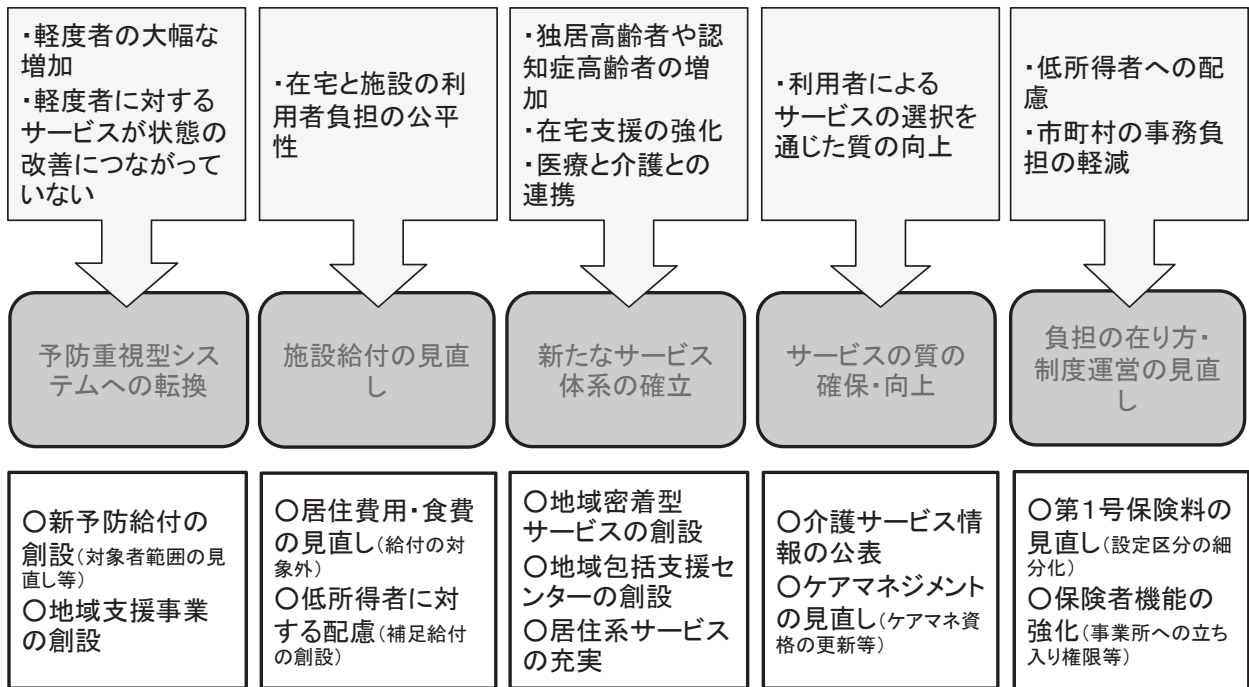 ・軽度者の大幅な
増加
・軽度者に対する
サービスが状態の
改善につながって
いない
・在宅と施設の利
用者負担の公平
性
・独居高齢者や認
知症高齢者の増
加
・在宅支援の強化
・医療と介護との
連携
・利用者による
サービスの選択を
通じた質の向上
・低所得者への配
慮
・市町村の事務負
担の軽減
予防重視型シス
テムへの転換
施設給付の見直
し
新たなサービス
体系の確立
サービスの質の
確保・向上
負担の在り方・
制度運営の見直
し
○新予防給付の
創設(対象者範囲の見
直し等)
○地域支援事業
の創設
○居住費用・食費
の見直し(給付の対
象外)
○低所得者に対
する配慮(補足給付
の創設)
○地域密着型
サービスの創設
○地域包括支援セ
ンターの創設
○居住系サービス
の充実
○介護サービス情
報の公表
○ケアマネジメント
の見直し(ケアマネ資
格の更新等)
○第1号保険料の
見直し(設定区分の細
分化)
○保険者機能の
強化(事業所への立ち
入り権限等)